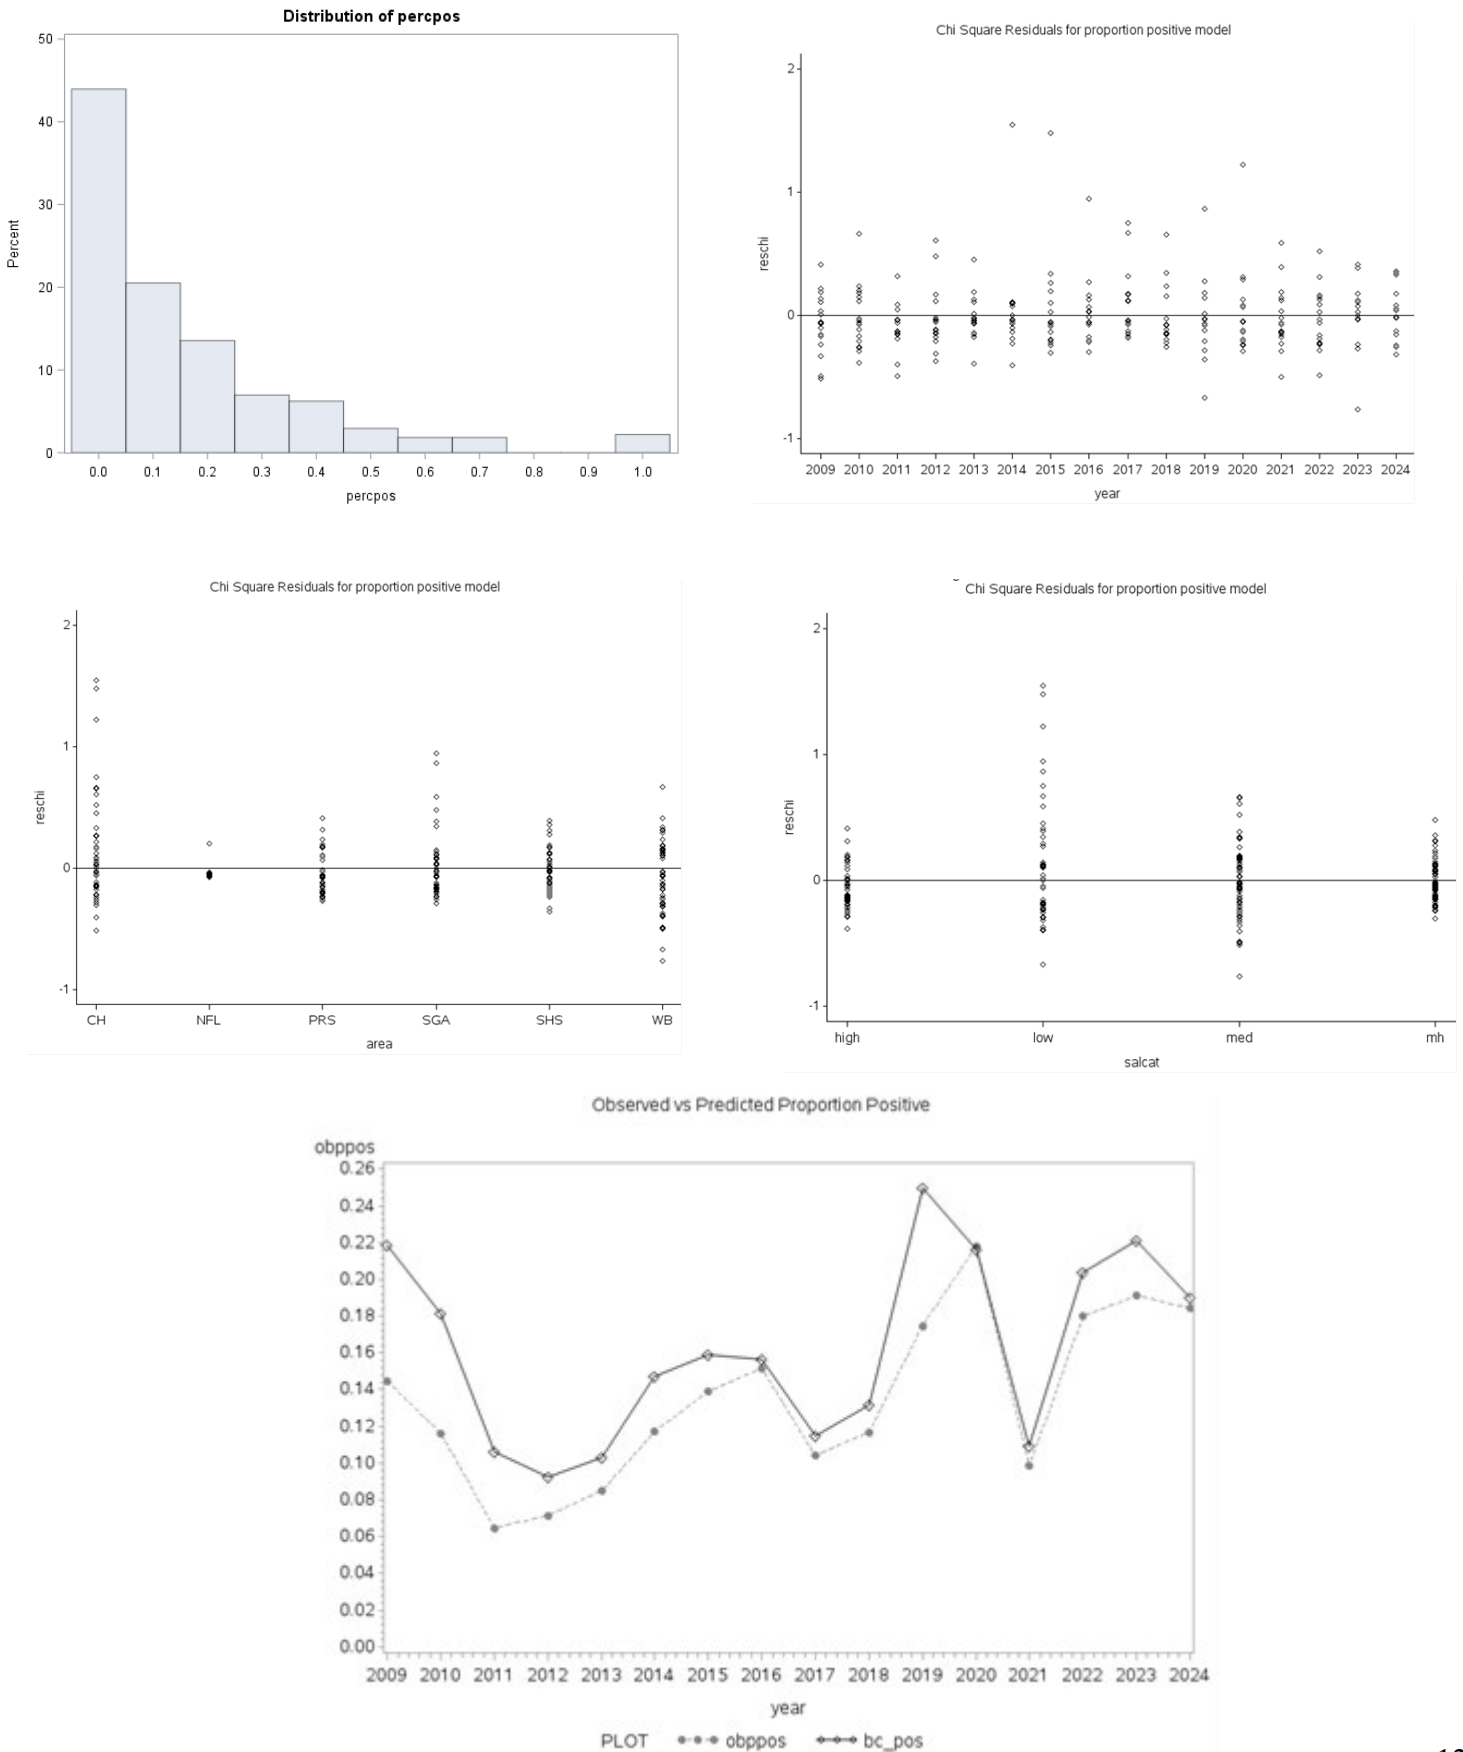 Distribution of percpos
50
40
30
20
10
0
Percent
0.0 0.1 0.2 0.3 0.4 0.5 0.6 0.7 0.8 0.9 1.0
percpos
Chi Square Residuals for proportion positive model
2
1
0
-1
reschi
2009 2010 2011 2012 2013 2014 2015 2016 2017 2018 2019 2020 2021 2022 2023 2024
year
Chi Square Residuals for proportion positive model
2
1
0
-1
reschi
CH NFL PRS SGA SHS WB
area
Chi Square Residuals for proportion positive model
2
1
0
-1
reschi
high low med mh
salcat
Observed vs Predicted Proportion Positive
obppos
0.26
0.24
0.22
0.20
0.18
0.16
0.14
0.12
0.10
0.08
0.06
0.04
0.02
0.00
2009 2010 2011 2012 2013 2014 2015 2016 2017 2018 2019 2020 2021 2022 2023 2024
year
PLOT obppos bc_pos